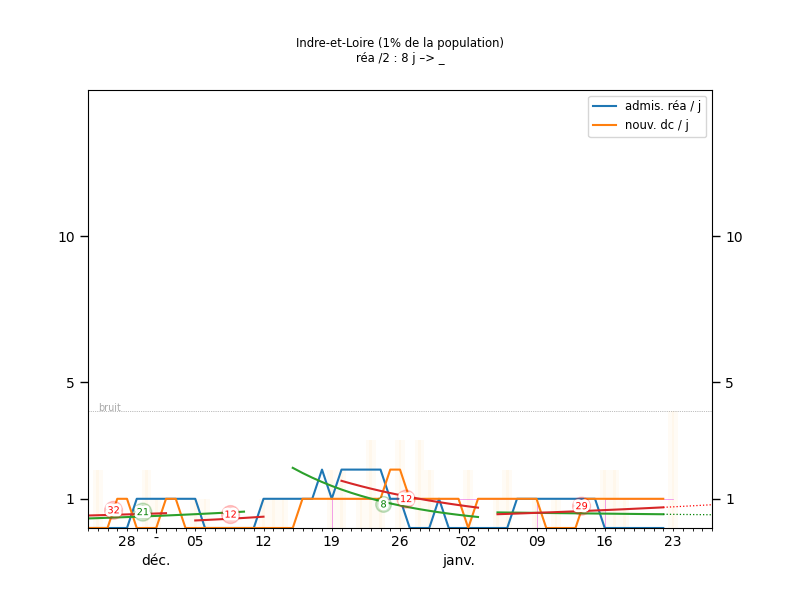 Indre-et-Loire (1% de la population)
réa /2 : 8 j –> _
admis. réa / j
nouv. dc / j
10 10
5 5
bruit
1 1
32 21 12 8 12 29
28 05 12 19 26 02 09 16 23
déc. janv.